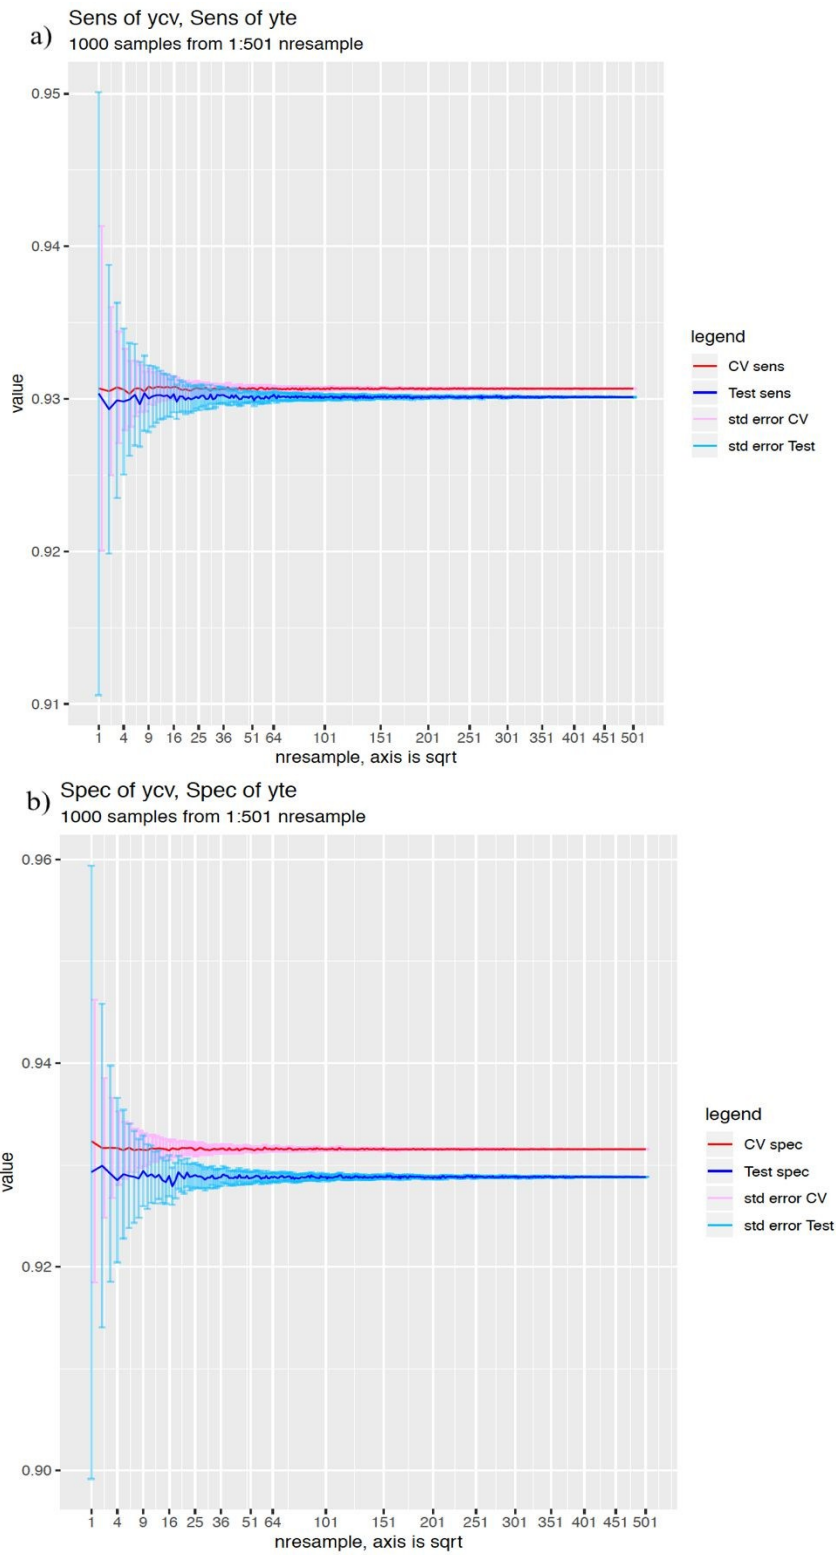 a) Sens of ycv, Sens of yte
1000 samples from 1:501 nresample
0.95
0.94
0.93
0.92
0.91
value
1 4 9 16 25 36 51 64 101 151 201 251 301 351 401 451 501
nresample, axis is sqrt
legend
CV sens
Test sens
std error CV
std error Test
b) Spec of ycv, Spec of yte
1000 samples from 1:501 nresample
0.96
0.94
0.92
0.90
value
1 4 9 16 25 36 51 64 101 151 201 251 301 351 401 451 501
nresample, axis is sqrt
legend
CV spec
Test spec
std error CV
std error Test